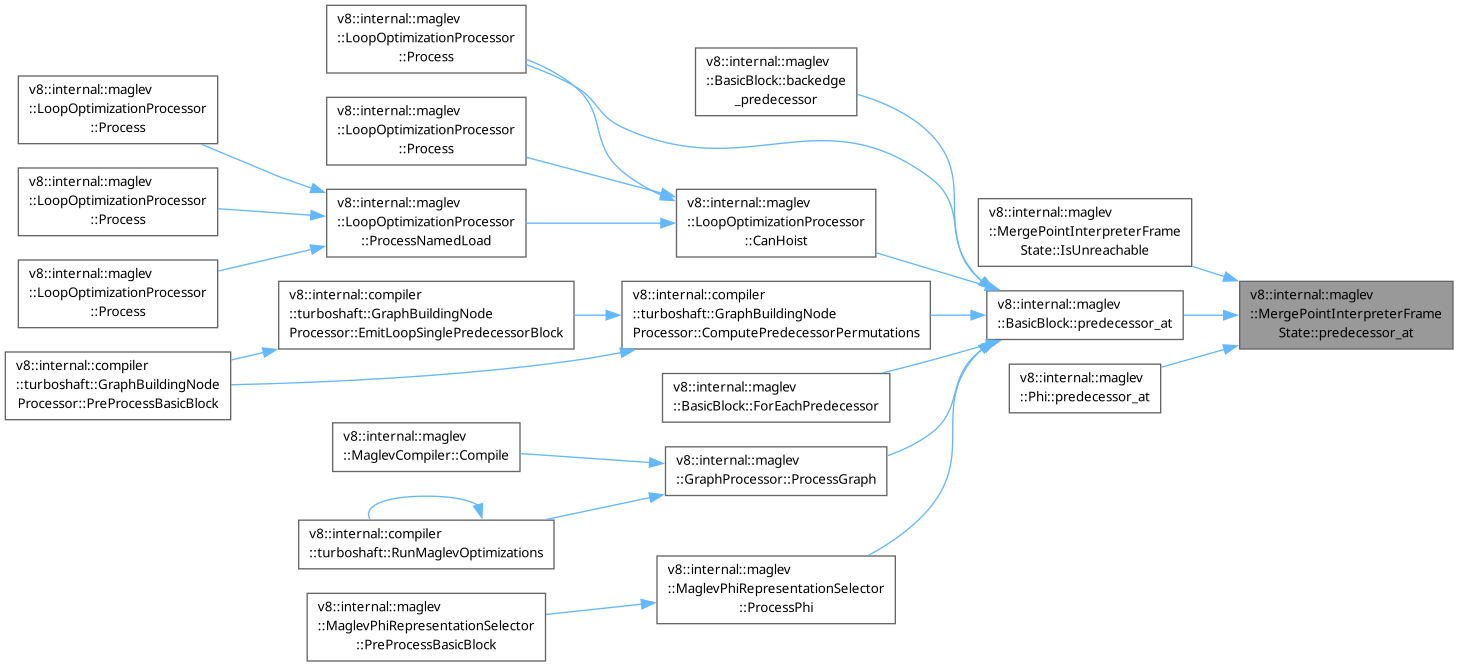 v8::internal::maglev
::LoopOptimizationProcessor
::Process
v8::internal::maglev
::BasicBlock::backedge
_predecessor
v8::internal::maglev
::LoopOptimizationProcessor
::Process
v8::internal::maglev
::LoopOptimizationProcessor
::Process
v8::internal::maglev
::LoopOptimizationProcessor
::Process
v8::internal::maglev
::LoopOptimizationProcessor
::ProcessNamedLoad
v8::internal::maglev
::LoopOptimizationProcessor
::CanHoist
v8::internal::maglev
::MergePointInterpreterFrame
State::IsUnreachable
v8::internal::maglev
::LoopOptimizationProcessor
::Process
v8::internal::compiler
::turboshaft::GraphBuildingNode
Processor::EmitLoopSinglePredecessorBlock
v8::internal::compiler
::turboshaft::GraphBuildingNode
Processor::ComputePredecessorPermutations
v8::internal::maglev
::BasicBlock::predecessor_at
v8::internal::maglev
::MergePointInterpreterFrame
State::predecessor_at
v8::internal::compiler
::turboshaft::GraphBuildingNode
Processor::PreProcessBasicBlock
v8::internal::maglev
::BasicBlock::ForEachPredecessor
v8::internal::maglev
::Phi::predecessor_at
v8::internal::maglev
::MaglevCompiler::Compile
v8::internal::maglev
::GraphProcessor::ProcessGraph
v8::internal::compiler
::turboshaft::RunMaglevOptimizations
v8::internal::maglev
::MaglevPhiRepresentationSelector
::ProcessPhi
v8::internal::maglev
::MaglevPhiRepresentationSelector
::PreProcessBasicBlock